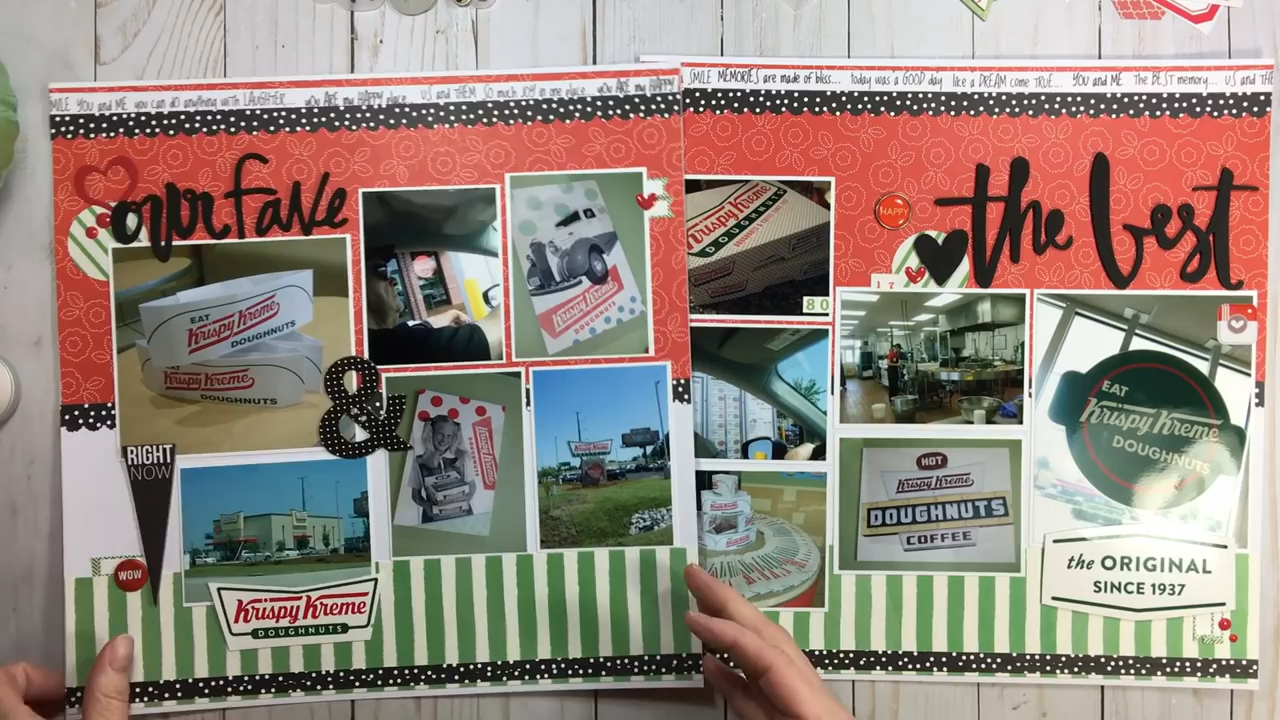 SMILE YOU and ME you can do anything with LAUGHTER... you ARE my HAPPY place... US and THEM SO much JOY in one place... you ARE my HAPPY
SMILE MEMORIES are made of bliss... today was a GOOD day like a DREAM come TRUE... YOU and ME The BEST memory... US and THE
our fave
the best
HAPPY
17
80
EAT
Krispy Kreme
DOUGHNUTS
Krispy Kreme
DOUGHNUTS
Krispy Kreme
DOUGHNUTS
Krispy Kreme
DOUGHNUTS
&
RIGHT
NOW
WOW
Krispy Kreme
DOUGHNUTS
Krispy Kreme
DOUGHNUTS
EAT
Krispy Kreme
DOUGHNUTS
HOT
Krispy Kreme
DOUGHNUTS
COFFEE
the ORIGINAL
SINCE 1937